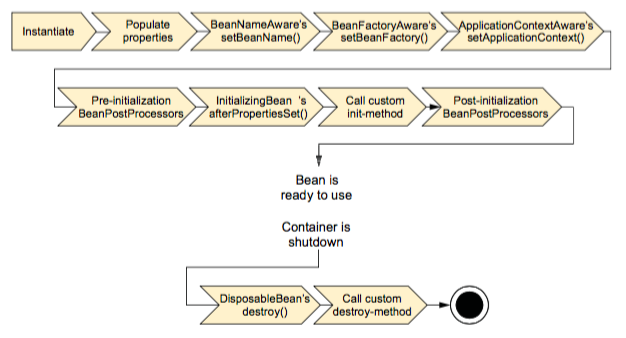 Instantiate
Populate
properties
BeanNameAware's
setBeanName()
BeanFactoryAware's
setBeanFactory()
ApplicationContextAware's
setApplicationContext()
Pre-initialization
BeanPostProcessors
InitializingBean 's
afterPropertiesSet()
Call custom
init-method
Post-initialization
BeanPostProcessors
Bean is
ready to use
Container is
shutdown
DisposableBean's
destroy()
Call custom
destroy-method